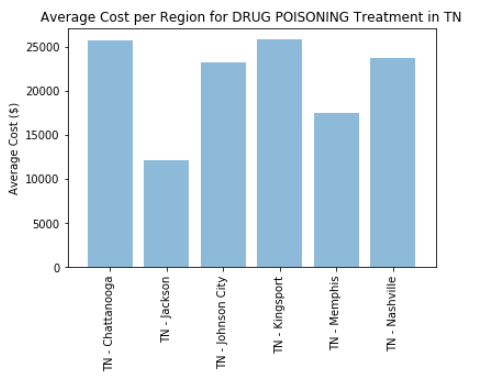 Average Cost per Region for DRUG POISONING Treatment in TN
Average Cost ($)
25000
20000
15000
10000
5000
0
TN - Chattanooga
TN - Jackson
TN - Johnson City
TN - Kingsport
TN - Memphis
TN - Nashville